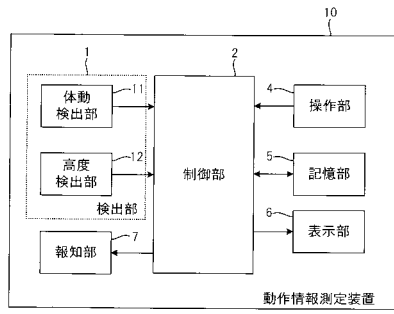 10
1
2
体動
検出部
11
4
操作部
高度
検出部
12
制御部
5
記憶部
検出部
6
表示部
報知部
7
動作情報測定装置